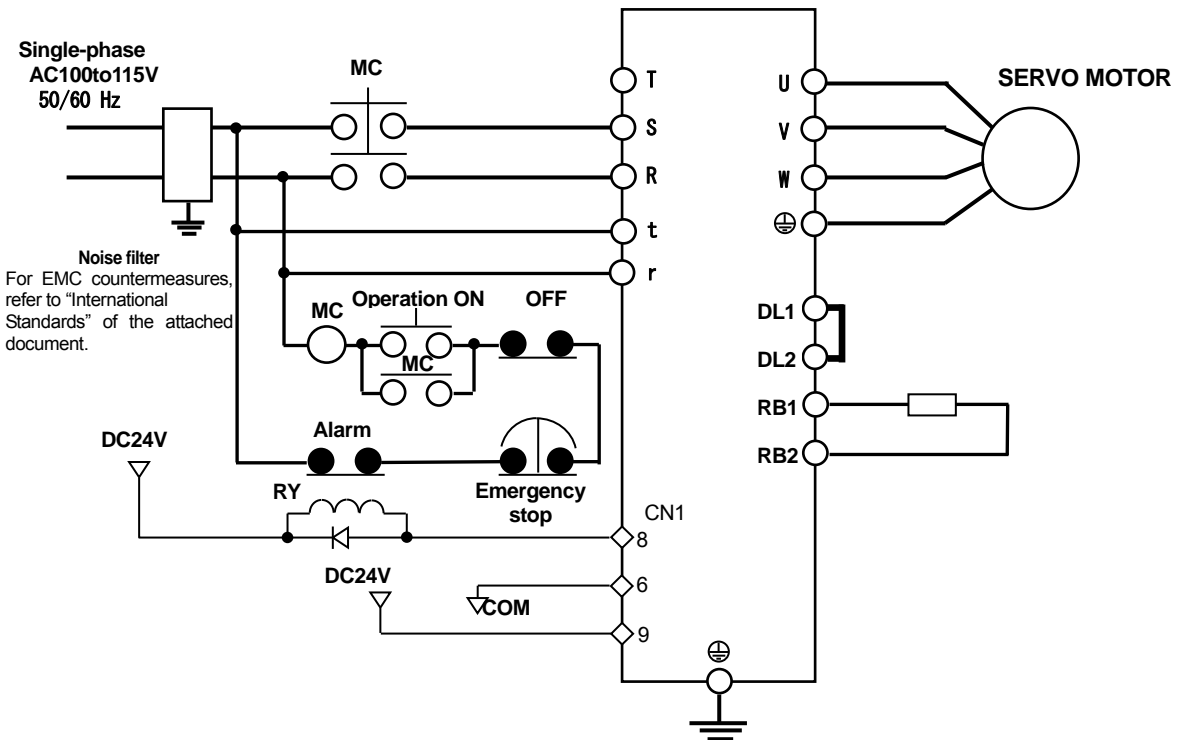 Single-phase
AC100to115V
50/60 Hz
MC
SERVO MOTOR
T
S
R
t
r
U
V
W
Noise filter
For EMC countermeasures,
refer to “International
Standards” of the attached
document.
MC
Operation ON
OFF
MC
DL1
DL2
RB1
RB2
Alarm
DC24V
RY
Emergency
stop
CN1
8
DC24V
6
COM
9